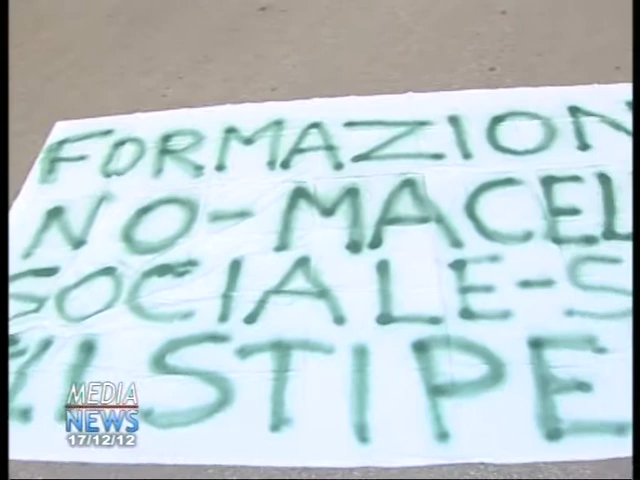 FORMAZION
NO-MACEL
SOCIALE-S
STIPE
MEDIA
NEWS
17/12/12